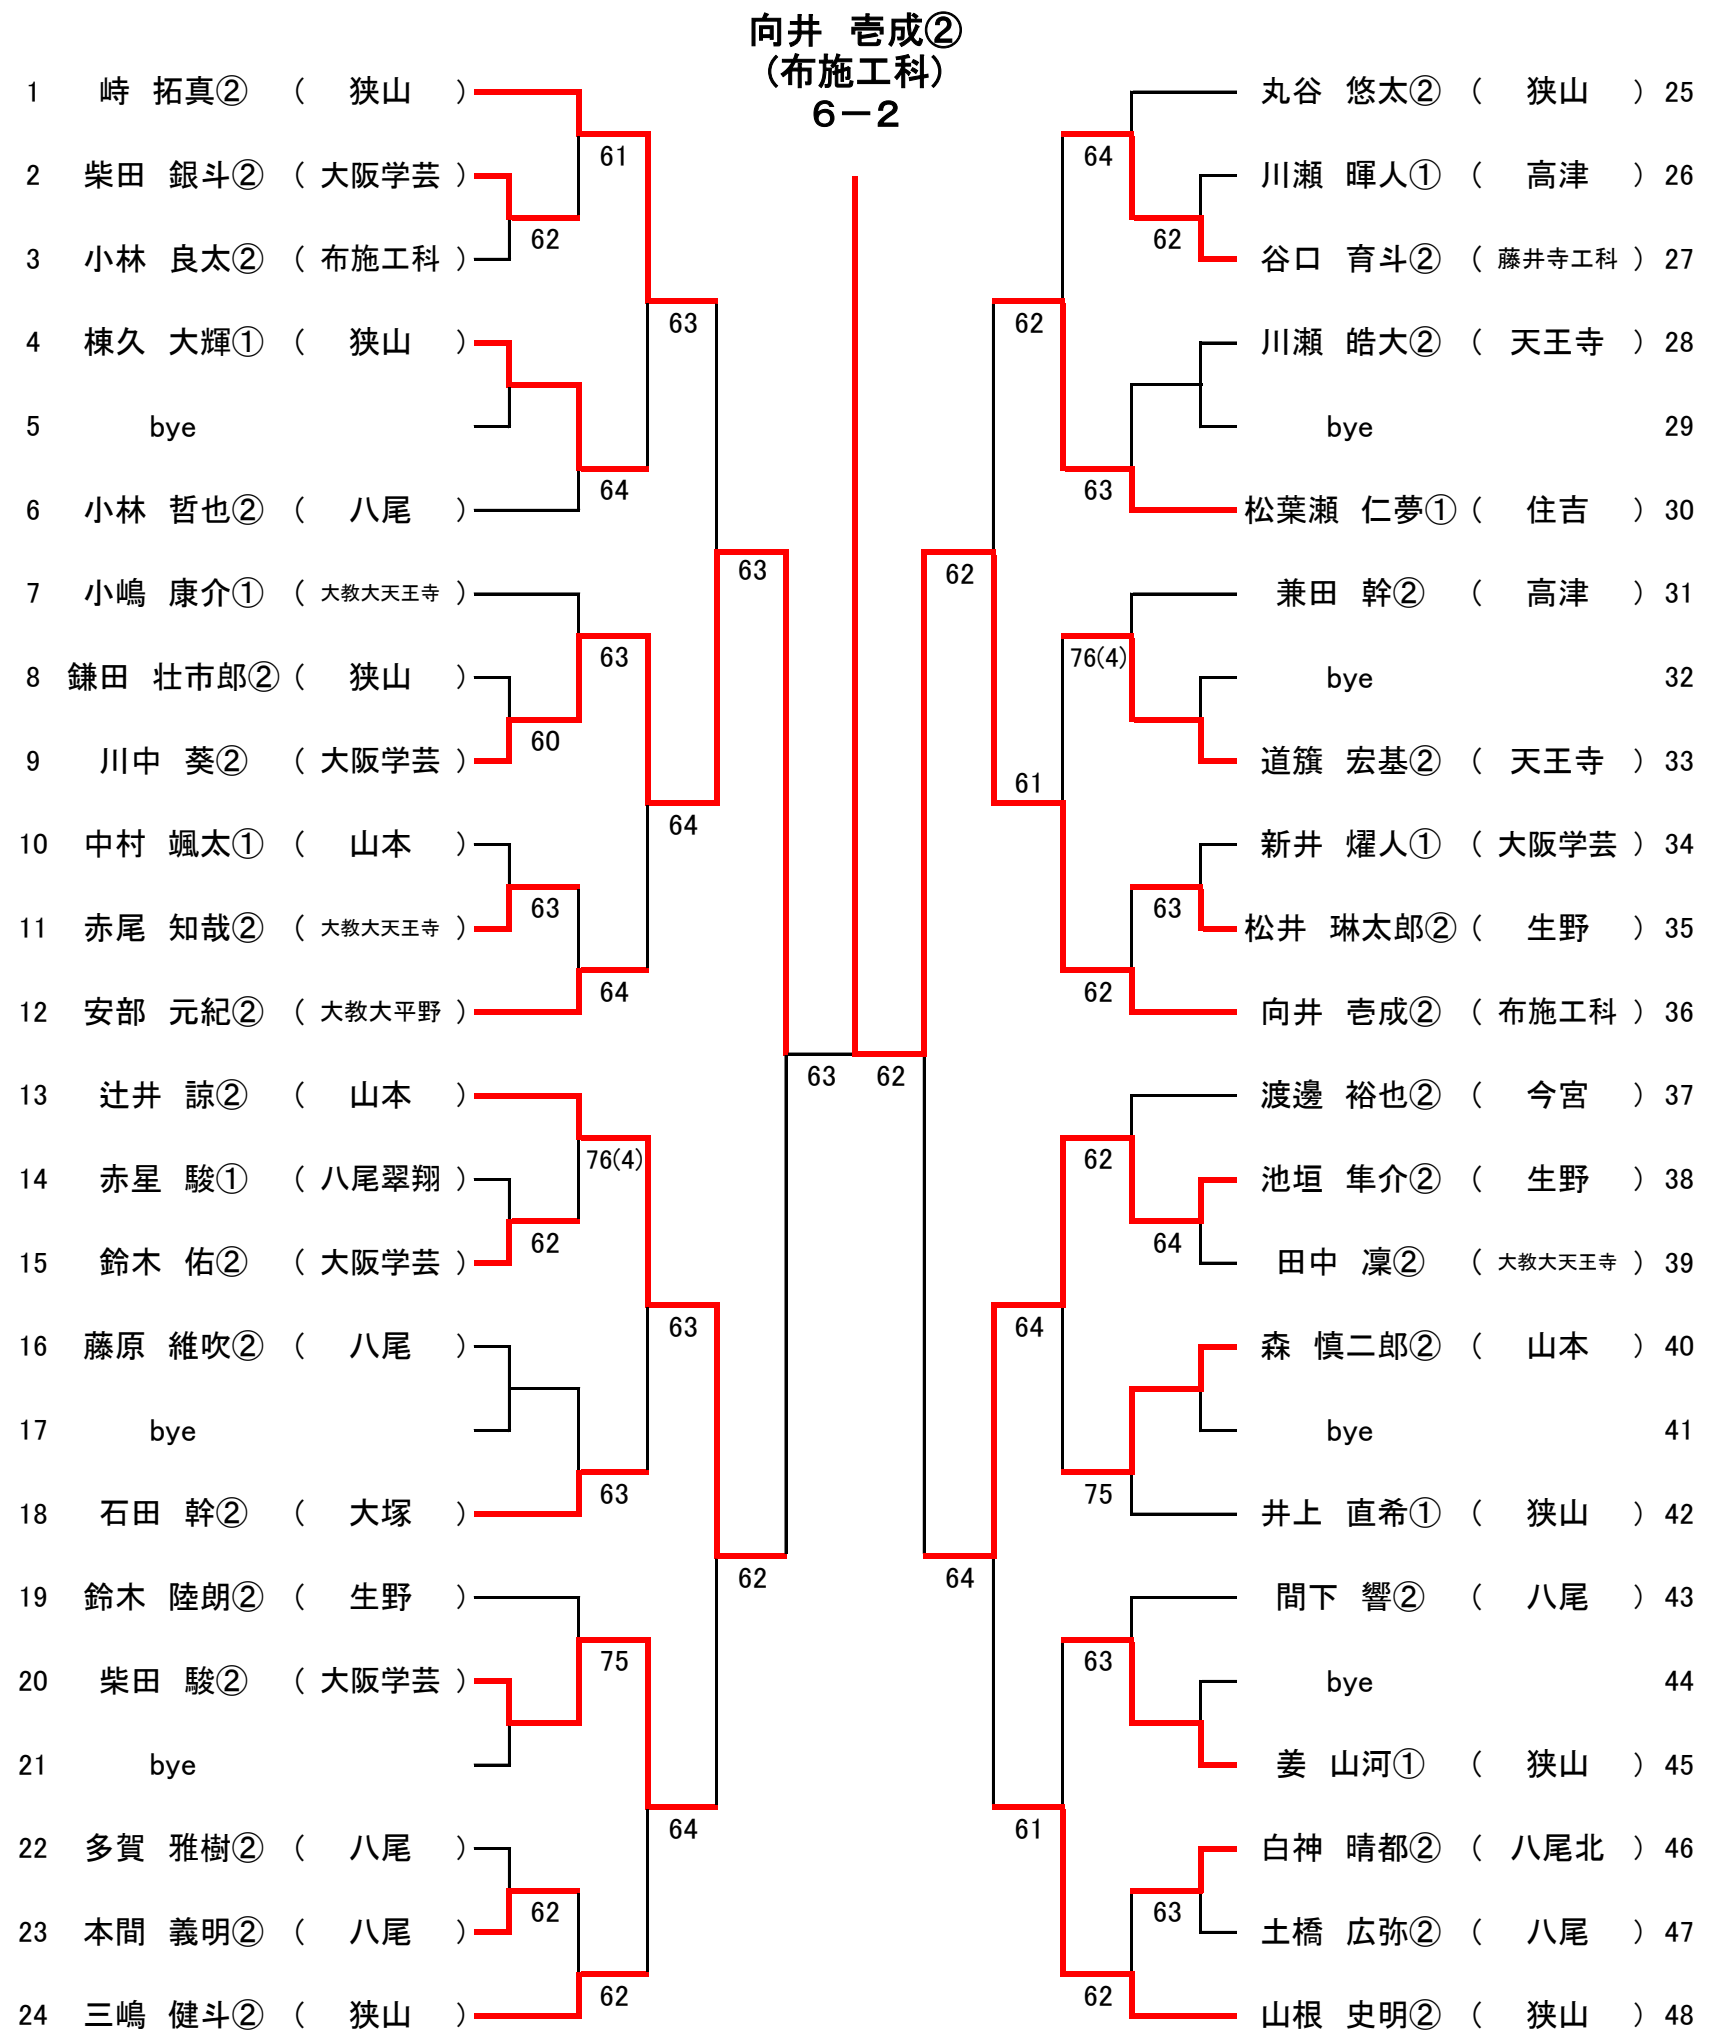 向井 壱成②
(布施工科)
6－2
1 峙 拓真② ( 狭山 )
2 柴田 銀斗② ( 大阪学芸 )
3 小林 良太② ( 布施工科 )
4 棟久 大輝① ( 狭山 )
5 bye
6 小林 哲也② ( 八尾 )
7 小嶋 康介① ( 大教大天王寺 )
8 鎌田 壮市郎② ( 狭山 )
9 川中 葵② ( 大阪学芸 )
10 中村 颯太① ( 山本 )
11 赤尾 知哉② ( 大教大天王寺 )
12 安部 元紀② ( 大教大平野 )
13 辻井 諒② ( 山本 )
14 赤星 駿① ( 八尾翠翔 )
15 鈴木 佑② ( 大阪学芸 )
16 藤原 維吹② ( 八尾 )
17 bye
18 石田 幹② ( 大塚 )
19 鈴木 陸朗② ( 生野 )
20 柴田 駿② ( 大阪学芸 )
21 bye
22 多賀 雅樹② ( 八尾 )
23 本間 義明② ( 八尾 )
24 三嶋 健斗② ( 狭山 )
61
62
63
64
63
63
60
64
63
64
76(4)
62
63
63
62
75
64
62
62
63
62
64
62
62
63
62
76(4)
61
63
62
62
64
64
75
64
63
61
63
62
丸谷 悠太② ( 狭山 ) 25
川瀬 暉人① ( 高津 ) 26
谷口 育斗② ( 藤井寺工科 ) 27
川瀬 皓大② ( 天王寺 ) 28
bye 29
松葉瀬 仁夢① ( 住吉 ) 30
兼田 幹② ( 高津 ) 31
bye 32
道籏 宏基② ( 天王寺 ) 33
新井 燿人① ( 大阪学芸 ) 34
松井 琳太郎② ( 生野 ) 35
向井 壱成② ( 布施工科 ) 36
渡邊 裕也② ( 今宮 ) 37
池垣 隼介② ( 生野 ) 38
田中 凜② ( 大教大天王寺 ) 39
森 慎二郎② ( 山本 ) 40
bye 41
井上 直希① ( 狭山 ) 42
間下 響② ( 八尾 ) 43
bye 44
姜 山河① ( 狭山 ) 45
白神 晴都② ( 八尾北 ) 46
土橋 広弥② ( 八尾 ) 47
山根 史明② ( 狭山 ) 48